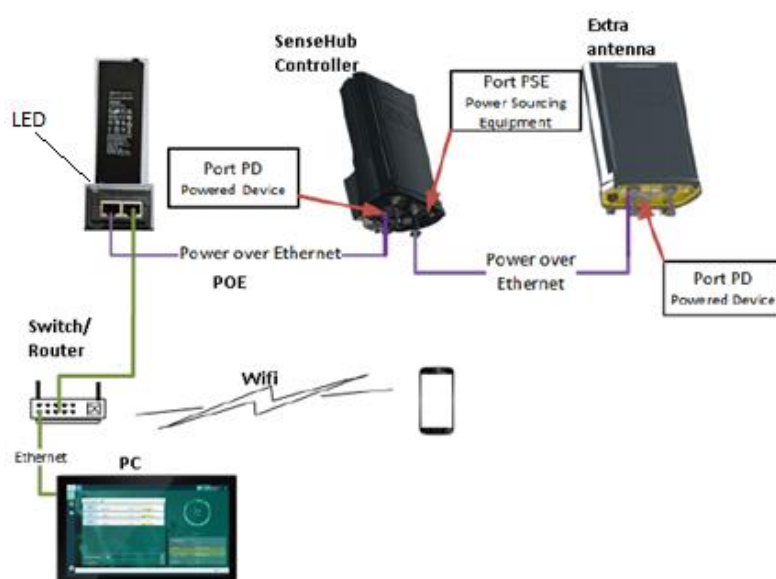 Extra
antenna
SenseHub
Controller
Port PSE
Power Sourcing
Equipment
LED
Port PD
Powered Device
Power over Ethernet
POE
Power over
Ethernet
Port PD
Powered Device
Switch/
Router
Wifi
Ethernet
PC